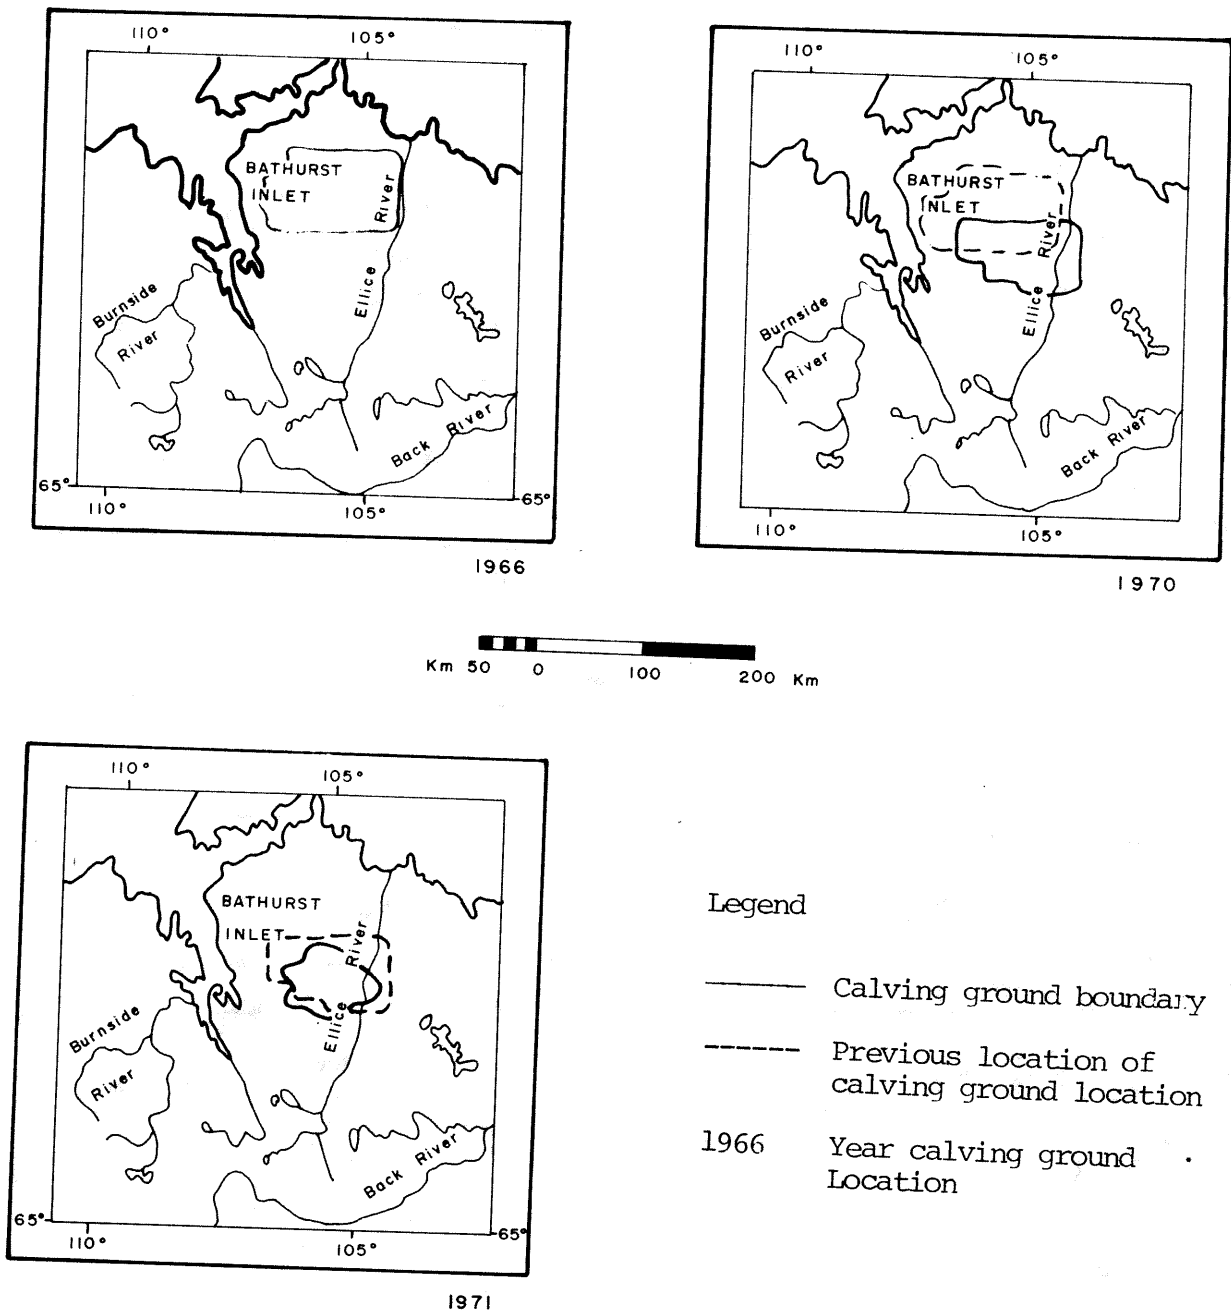 110° 105°
BATHURST
INLET
River
Ellice
Burnside
River
Back River
65° 65°
110° 105°
1966
110° 105°
BATHURST
NLET
River
Ellice
Burnside
River
Back River
110° 105°
1970
Km 50 0 100 200 Km
110° 105°
BATHURST
INLET
River
Ellice
Burnside
River
Back River
65° 65°
110° 105°
1971
Legend
Calving ground boundary
Previous location of
calving ground location
1966 Year calving ground
Location